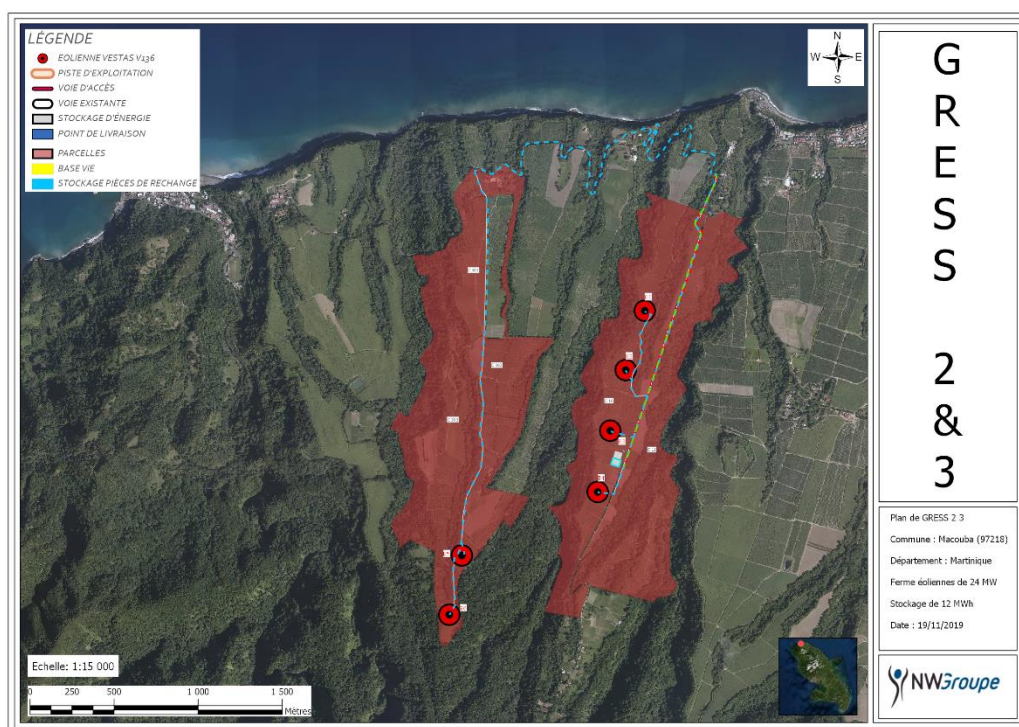 LÉGENDE
EOLIENNE VESTAS V136
PISTE D'EXPLOITATION
VOIE D'ACCÈS
VOIE EXISTANTE
STOCKAGE D'ÉNERGIE
POINT DE LIVRAISON
PARCELLES
BASE VIE
STOCKAGE PIÈCES DE RECHANGE
N
W E
S
Echelle: 1:15 000
0 250 500 1 000 1 500
Mètres
G
R
E
S
S
2
&
3
Plan de GRESS 2 3
Commune : Macouba (97218)
Département : Martinique
Ferme éoliennes de 24 MW
Stockage de 12 MWh
Date : 19/11/2019
NWGroupe